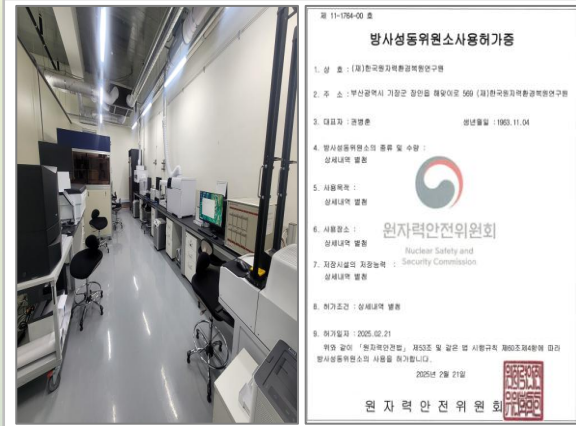 제 11-1764-00 호
방사성동위원소사용허가증
1. 상 호 : (재)한국원자력환경복원연구원
2. 주 소 : 부산광역시 기장군 장안읍 해맞이로 569 (재)한국원자력환경복원연구원
3. 대표자 : 권병훈 생년월일 : 1963.11.04
4. 방사성동위원소의 종류 및 수량 :
상세내역 별첨
5. 사용목적 :
상세내역 별첨
6. 사용장소 :
상세내역 별첨
7. 저장시설의 저장능력 :
상세내역 별첨
원자력안전위원회
Nuclear Safety and
Security Commission
8. 허가조건 : 상세내역 별첨
9. 허가일자 : 2025.02.21
위와 같이 「원자력안전법」 제53조 및 같은 법 시행규칙 제60조제4항에 따라
방사성동위원소의 사용을 허가합니다.
2025년 2월 21일
원 자 력 안 전 위 원 회